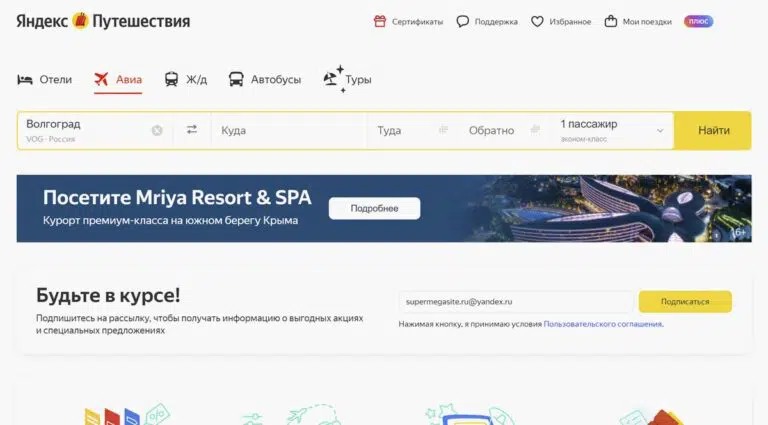 Яндекс Путешествия
Сертификаты
Поддержка
Избранное
Мои поездки
плюс
Отели
Авиа
Ж/д
Автобусы
Туры
Волгоград
VOG - Россия
Куда
Туда
Обратно
1 пассажир
эконом-класс
Найти
Посетите Mriya Resort & SPA
Курорт премиум-класса на южном берегу Крыма
Подробнее
6+
Будьте в курсе!
Подпишитесь на рассылку, чтобы получать информацию о выгодных акциях
и специальных предложениях
supermegasite.ru@yandex.ru
Подписаться
Нажимая кнопку, я принимаю условия Пользовательского соглашения.